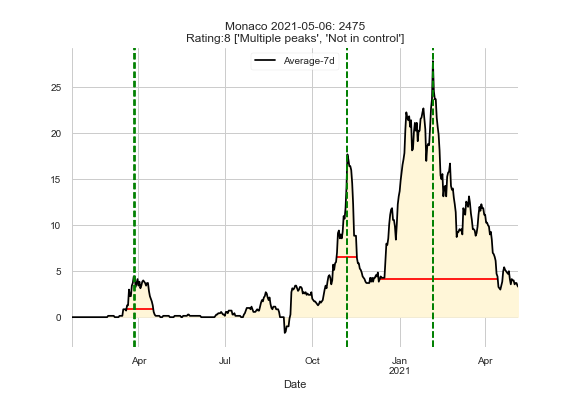 Monaco 2021-05-06: 2475
Rating:8 ['Multiple peaks', 'Not in control']
Average-7d
25
20
15
10
5
0
Apr
Jul
Oct
Jan
2021
Apr
Date